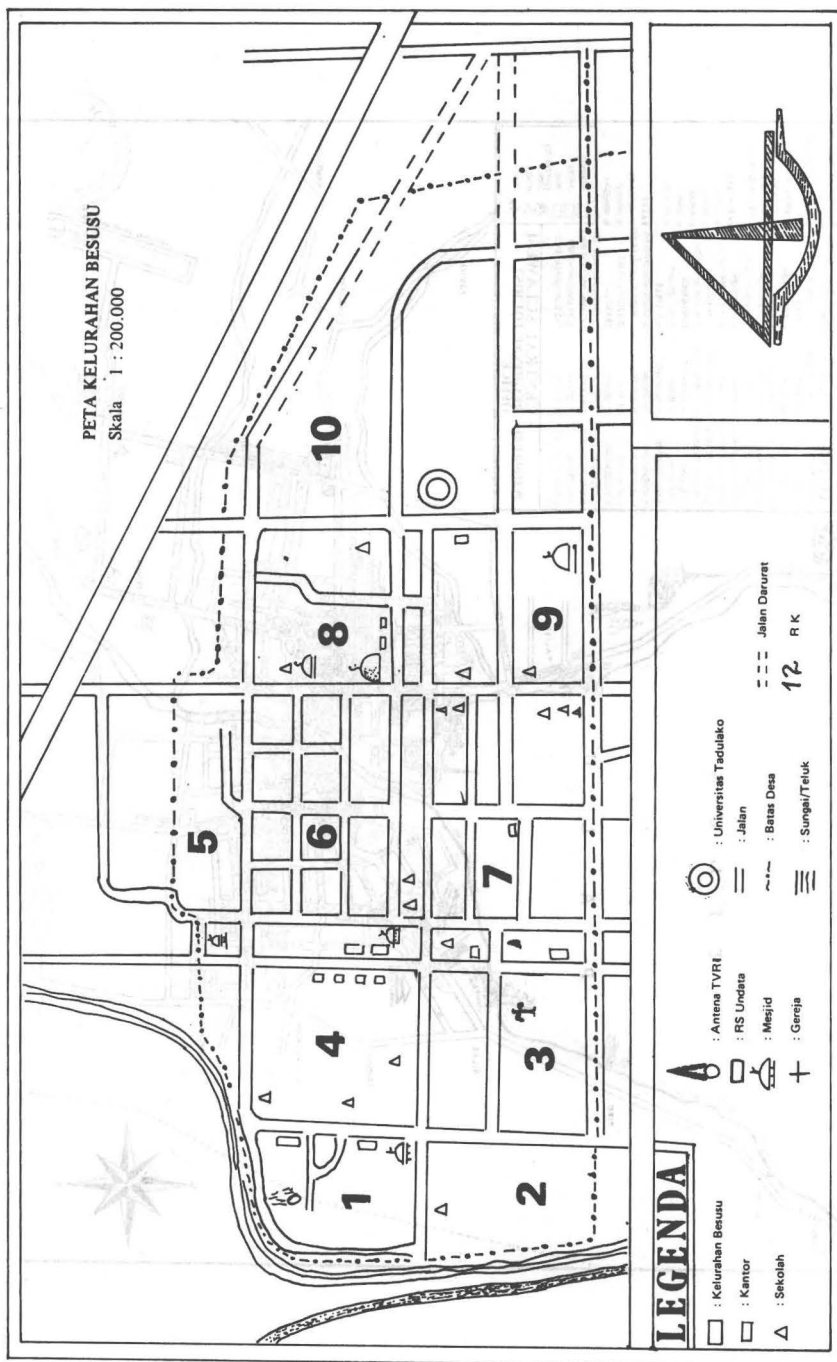 PETA KELURAHAN BESUSU
Skala 1 : 200.000
1
2
3
4
5
6
7
8
9
10
LEGENDA
: Kelurahan Besusu
: Kantor
: Sekolah
: Antena TVRI
: RS Undata
: Mesjid
: Gereja
: Universitas Tadulako
: Jalan
: Batas Desa
: Sungai/Teluk
Jalan Darurat
12 R K